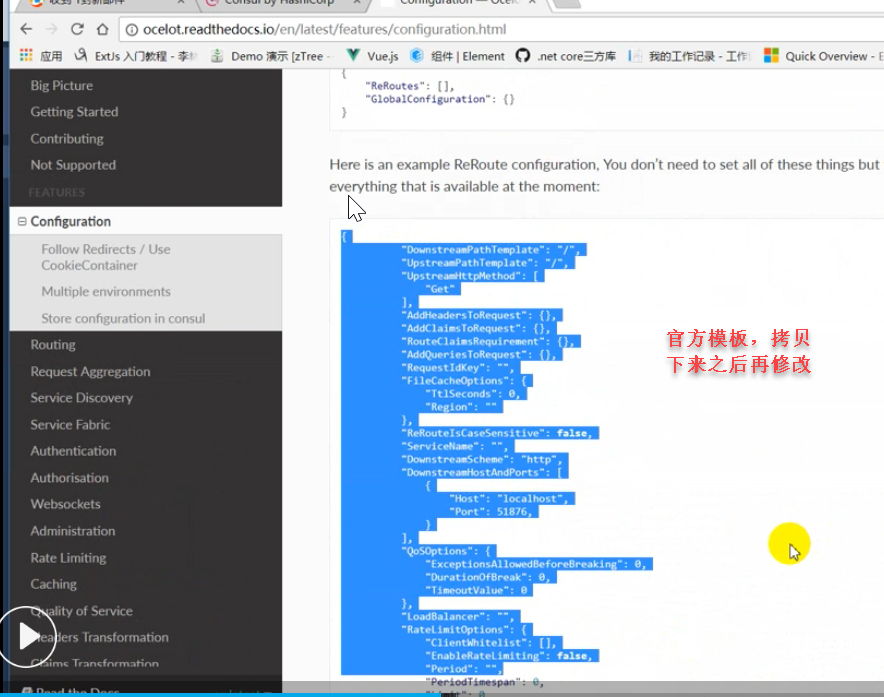 Consul by HashiCorp
ocelot.readthedocs.io/en/latest/features/configuration.html
应用
ExtJs 入门教程 - 李
Demo 演示 [zTree -
Vue.js
组件 | Element
.net core三方库
我的工作记录 - 工作
Quick Overview - E
Big Picture
Getting Started
Contributing
Not Supported
FEATURES
Configuration
Follow Redirects / Use
CookieContainer
Multiple environments
Store configuration in consul
Routing
Request Aggregation
Service Discovery
Service Fabric
Authentication
Authorisation
Websockets
Administration
Rate Limiting
Caching
Quality of Service
Headers Transformation
Claims Transformation
Read the Docs
{
"ReRoutes": [],
"GlobalConfiguration": {}
}
Here is an example ReRoute configuration, You don't need to set all of these things but
everything that is available at the moment:
{
"DownstreamPathTemplate": "/",
"UpstreamPathTemplate": "/",
"UpstreamHttpMethod": [
"Get"
],
"AddHeadersToRequest": {},
"AddClaimsToRequest": {},
"RouteClaimsRequirement": {},
"AddQueriesToRequest": {},
"RequestIdKey": "",
"FileCacheOptions": {
"TtlSeconds": 0,
"Region": ""
},
"ReRouteIsCaseSensitive": false,
"ServiceName": "",
"DownstreamScheme": "http",
"DownstreamHostAndPorts": [
{
"Host": "localhost",
"Port": 51876,
}
],
"QoSOptions": {
"ExceptionsAllowedBeforeBreaking": 0,
"DurationOfBreak": 0,
"TimeoutValue": 0
},
"LoadBalancer": "",
"RateLimitOptions": {
"ClientWhitelist": [],
"EnableRateLimiting": false,
"Period": "",
"PeriodTimespan": 0,
"Limit": 0
官方模板，拷贝
下来之后再修改